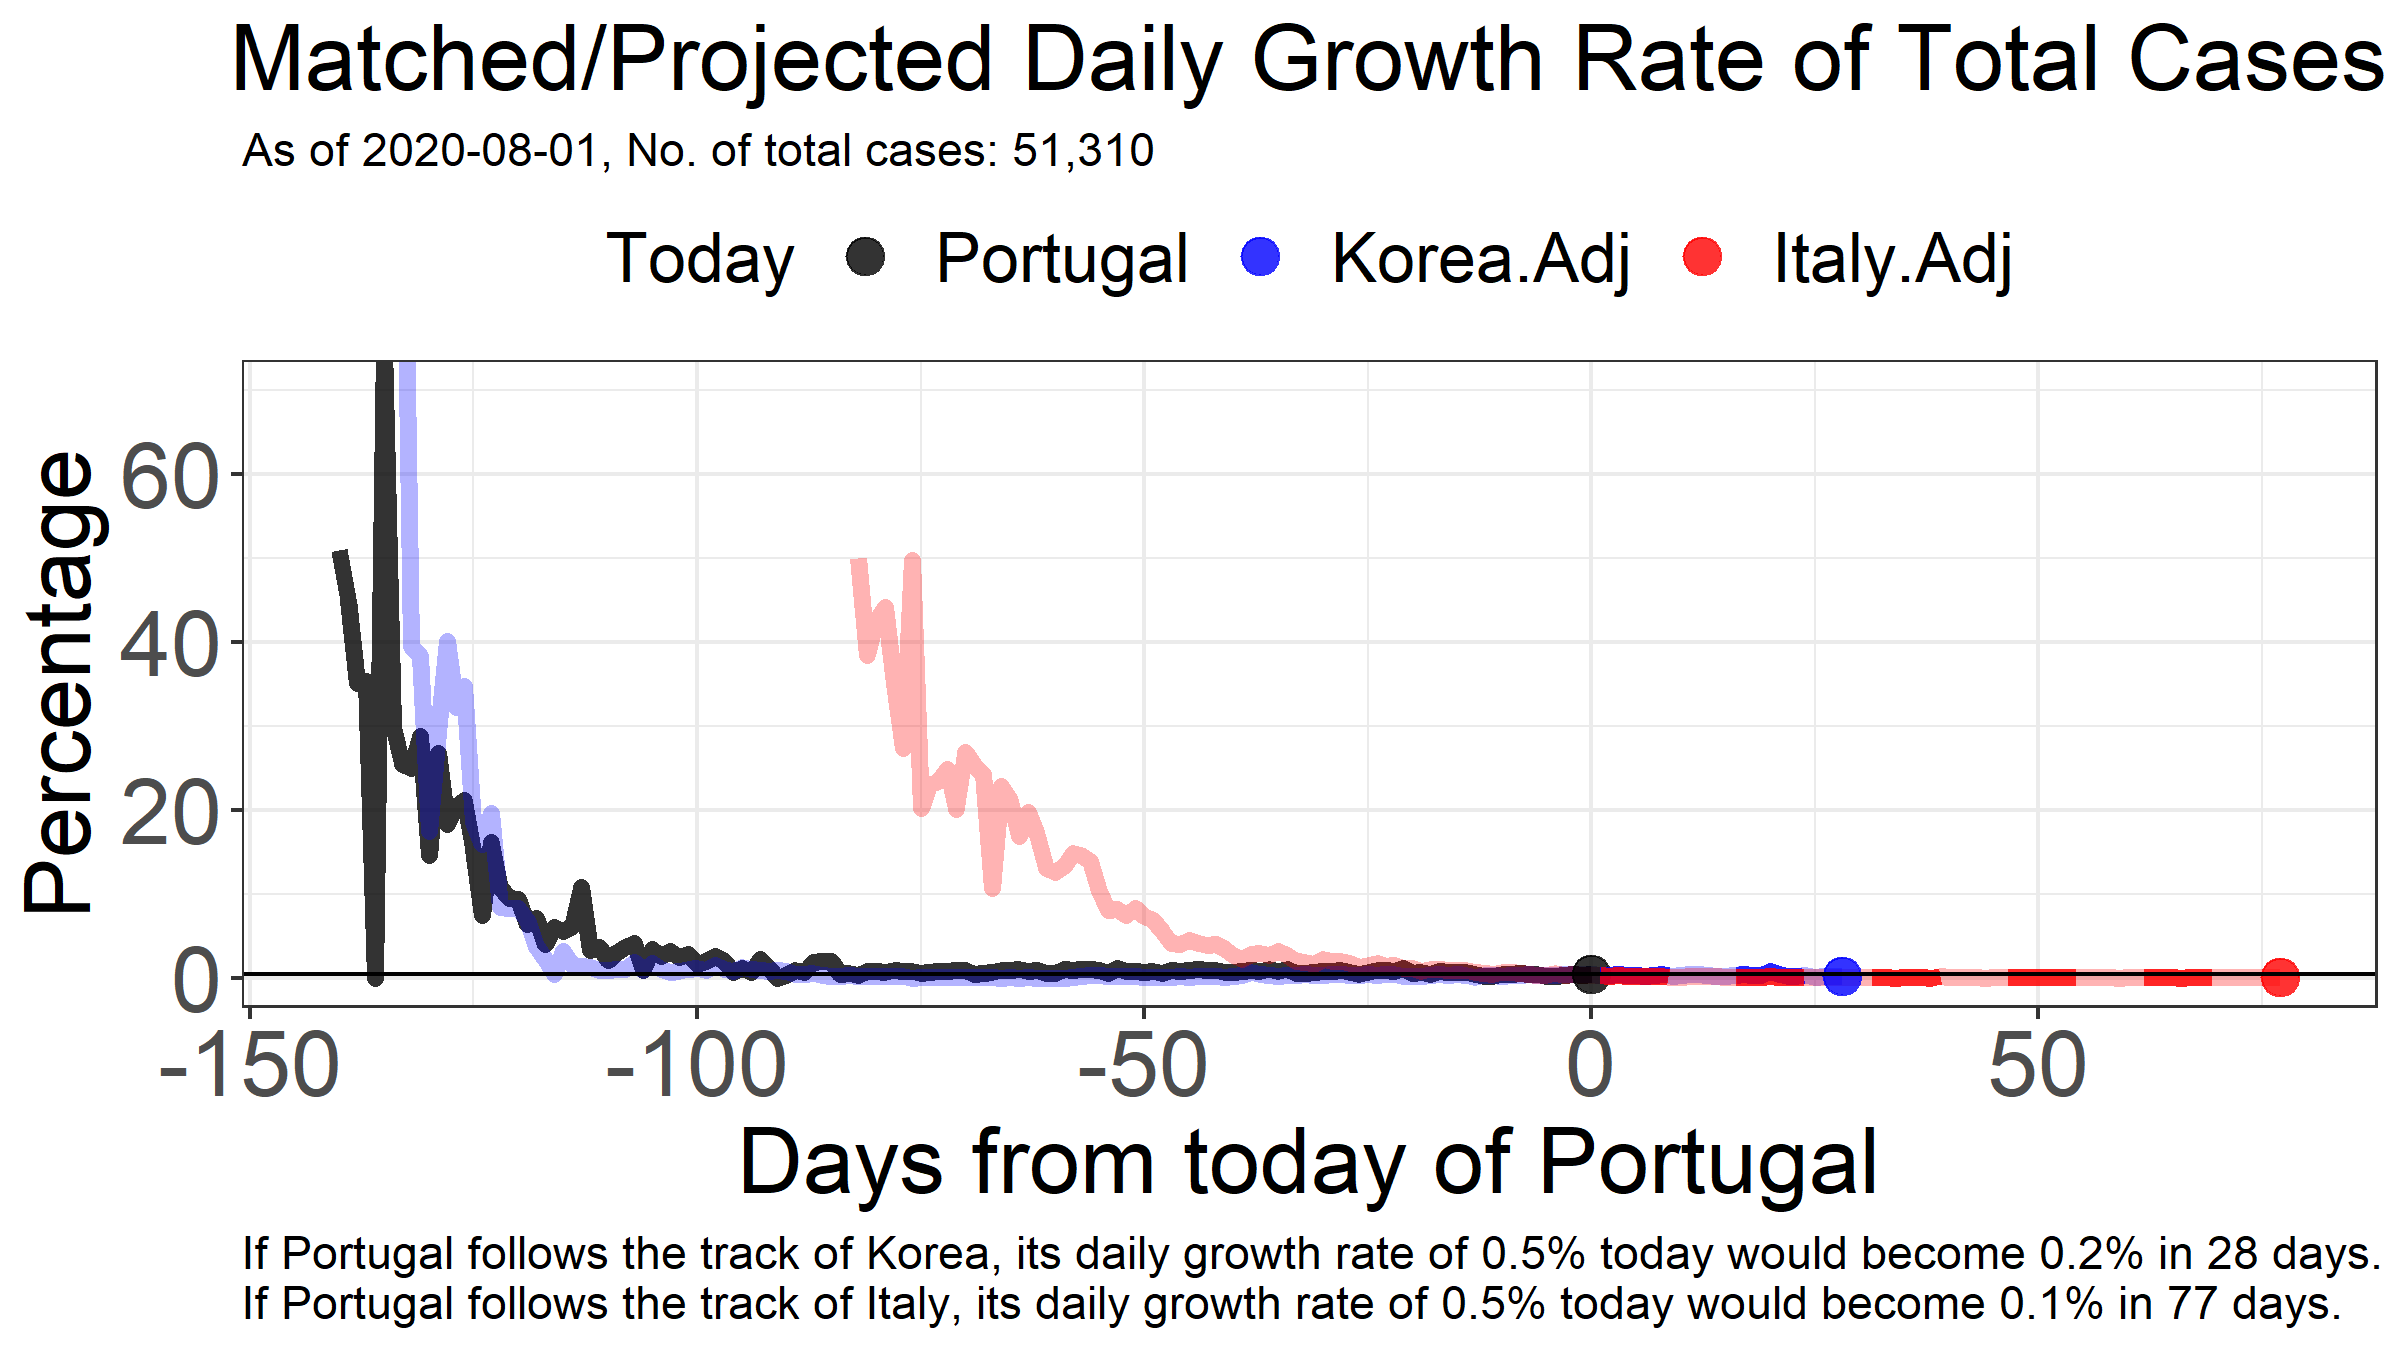 Matched/Projected Daily Growth Rate of Total Cases
As of 2020-08-01, No. of total cases: 51,310
Today Portugal Korea.Adj Italy.Adj
Percentage
60
40
20
0
-150 -100 -50 0 50
Days from today of Portugal
If Portugal follows the track of Korea, its daily growth rate of 0.5% today would become 0.2% in 28 days.
If Portugal follows the track of Italy, its daily growth rate of 0.5% today would become 0.1% in 77 days.